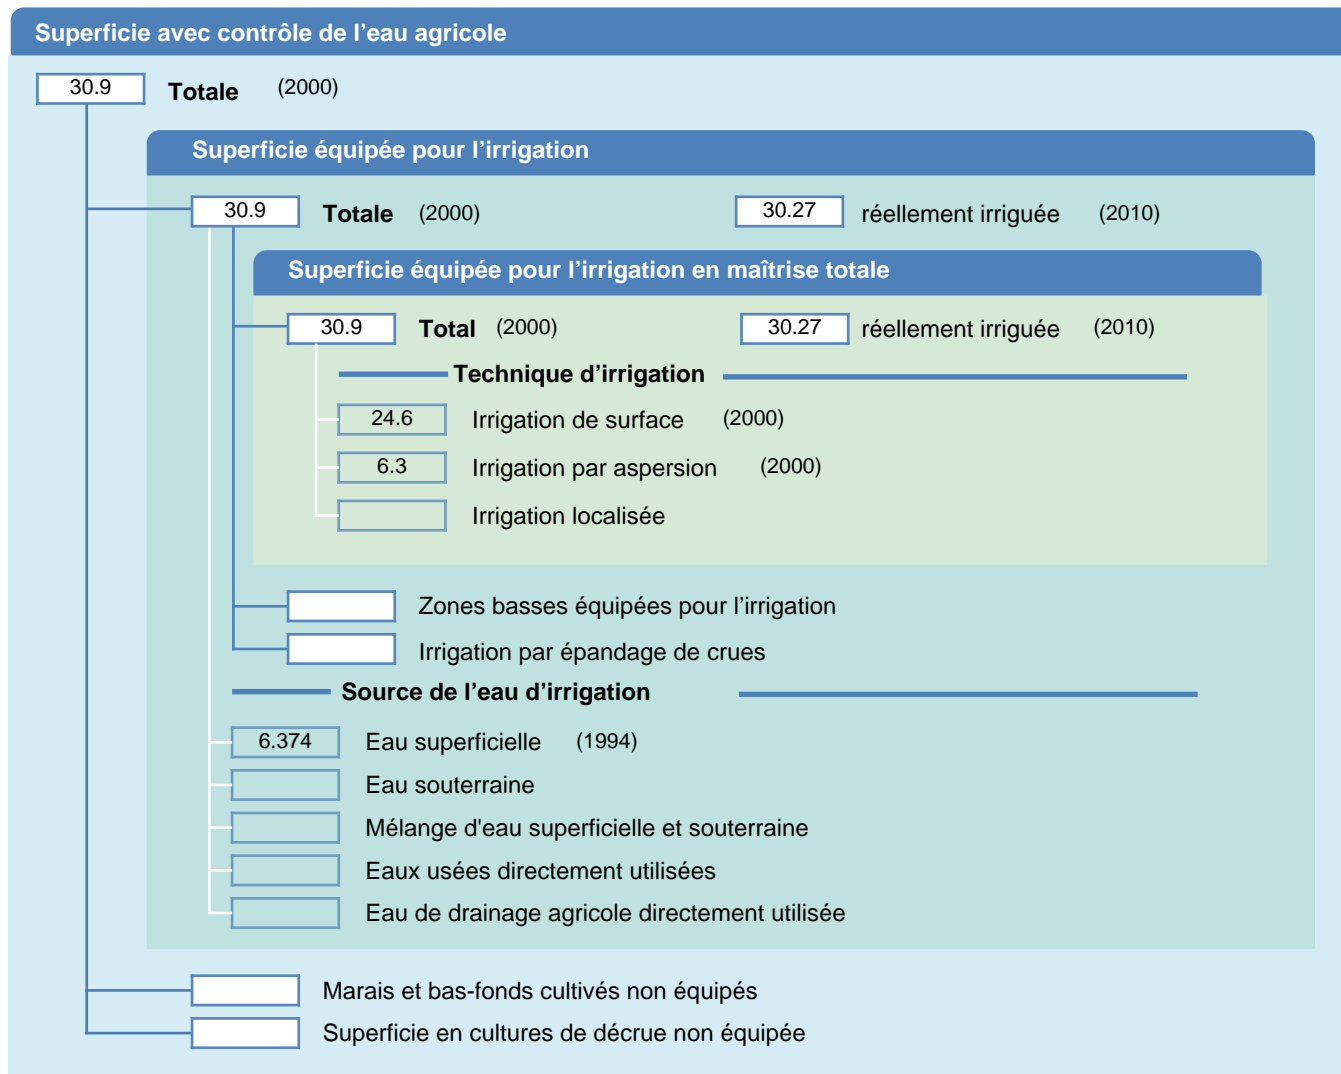 Superficie avec contrôle de l’eau agricole
30.9 Totale (2000)
Superficie équipée pour l’irrigation
30.9 Totale (2000) 30.27 réellement irriguée (2010)
Superficie équipée pour l’irrigation en maîtrise totale
30.9 Total (2000) 30.27 réellement irriguée (2010)
Technique d’irrigation
24.6 Irrigation de surface (2000)
6.3 Irrigation par aspersion (2000)
Irrigation localisée
Zones basses équipées pour l’irrigation
Irrigation par épandage de crues
Source de l’eau d’irrigation
6.374 Eau superficielle (1994)
Eau souterraine
Mélange d'eau superficielle et souterraine
Eaux usées directement utilisées
Eau de drainage agricole directement utilisée
Marais et bas-fonds cultivés non équipés
Superficie en cultures de décrue non équipée